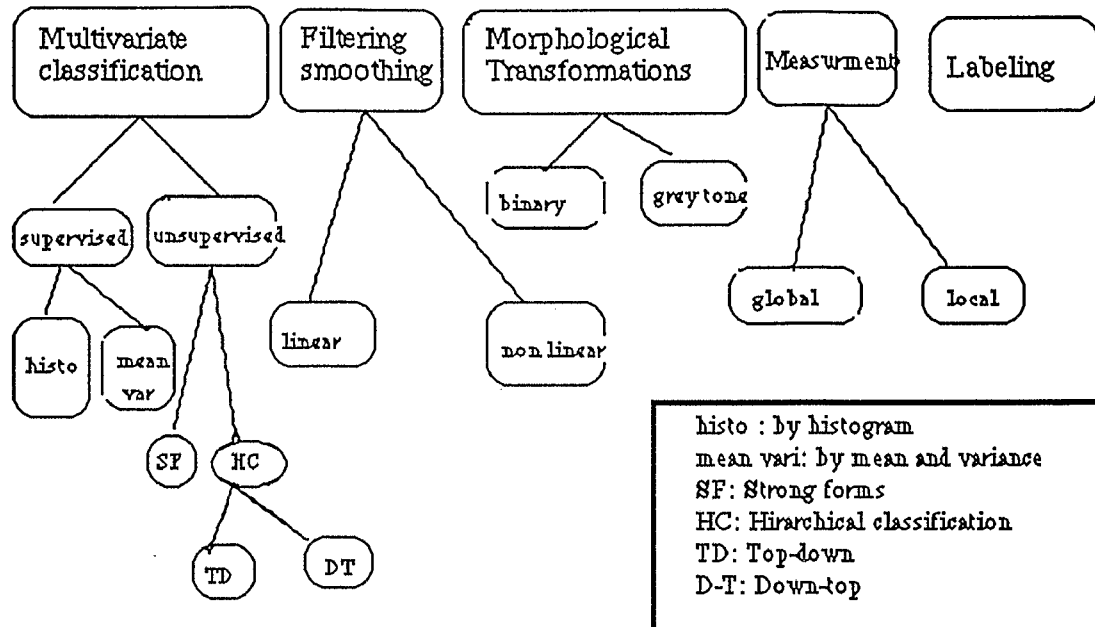 Multivariate
classification
Filtering
smoothing
Morphological
Transformations
Measurment
Labeling
supervised
unsupervised
binary
greytone
global
local
linear
non linear
histo
mean
var
SF
HC
TD
DT
histo : by histogram
mean vari: by mean and variance
SF: Strong forms
HC: Hirarchical classification
TD: Top-down
D-T: Down-top